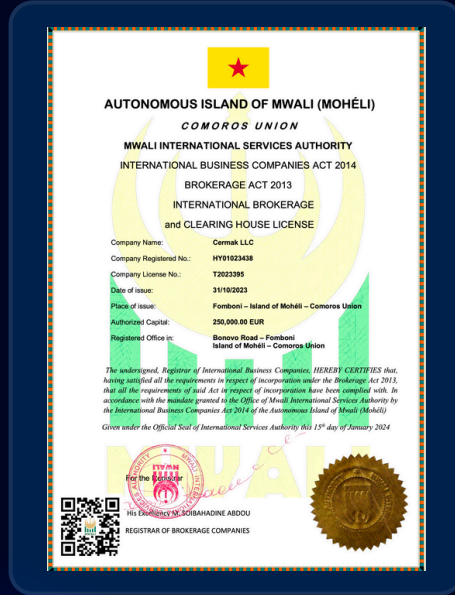 AUTONOMOUS ISLAND OF MWALI (MOHÉLI)
COMOROS UNION
MWALI INTERNATIONAL SERVICES AUTHORITY
INTERNATIONAL BUSINESS COMPANIES ACT 2014
BROKERAGE ACT 2013
INTERNATIONAL BROKERAGE
and CLEARING HOUSE LICENSE
Company Name: Cermak LLC
Company Registered No.: HY01023438
Company License No.: T2023395
Date of issue: 31/10/2023
Place of issue: Fomboni – Island of Mohéli – Comoros Union
Authorized Capital: 250,000.00 EUR
Registered Office in: Bonovo Road – Fomboni
Island of Mohéli – Comoros Union
The undersigned, Registrar of International Business Companies, HEREBY CERTIFIES that,
having satisfied all the requirements in respect of incorporation under the Brokerage Act 2013,
that all the requirements of said Act in respect of incorporation have been complied with. In
accordance with the mandate granted to the Office of Mwali International Services Authority by
the International Business Companies Act 2014 of the Autonomous Island of Mwali (Mohéli)
Given under the Official Seal of International Services Authority this 15th day of January 2024
MWALI
For the Registrar
His Excellency M. SOIBAHADINE ABDOU
REGISTRAR OF BROKERAGE COMPANIES